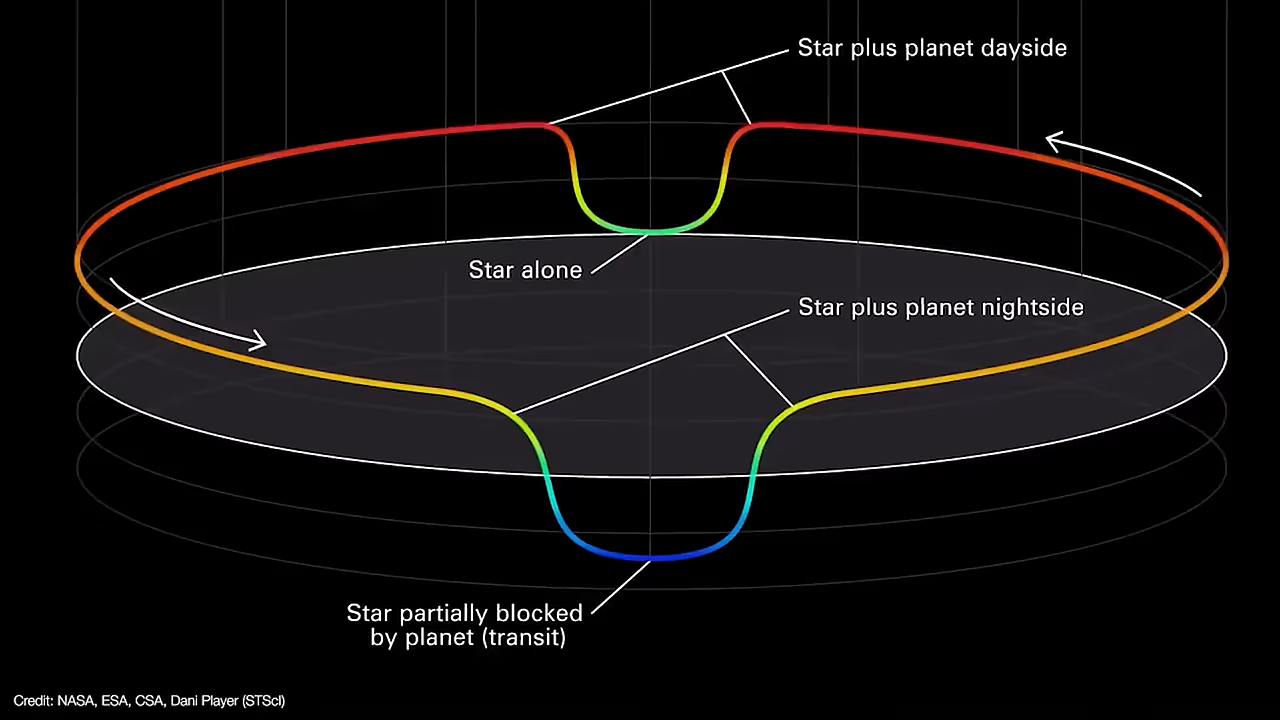 Star plus planet dayside
Star alone
Star plus planet nightside
Star partially blocked
by planet (transit)
Credit: NASA, ESA, CSA, Dani Player (STScI)